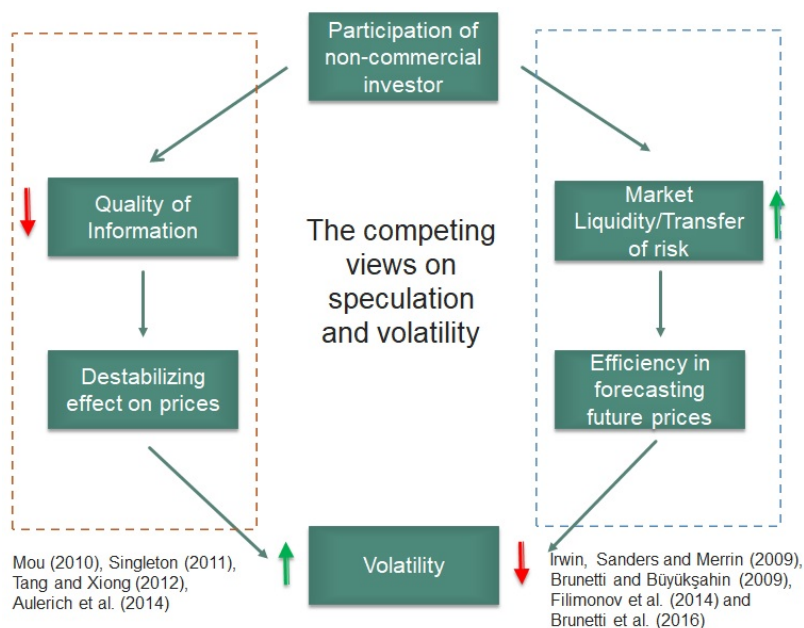 Participation of
non-commercial
investor
Quality of
Information
Market
Liquidity/Transfer
of risk
The competing
views on
speculation
and volatility
Destabilizing
effect on prices
Efficiency in
forecasting
future prices
Volatility
Mou (2010), Singleton (2011),
Tang and Xiong (2012),
Aulerich et al. (2014)
Irwin, Sanders and Merrin (2009),
Brunetti and Büyükşahin (2009),
Filimonov et al. (2014) and
Brunetti et al. (2016)